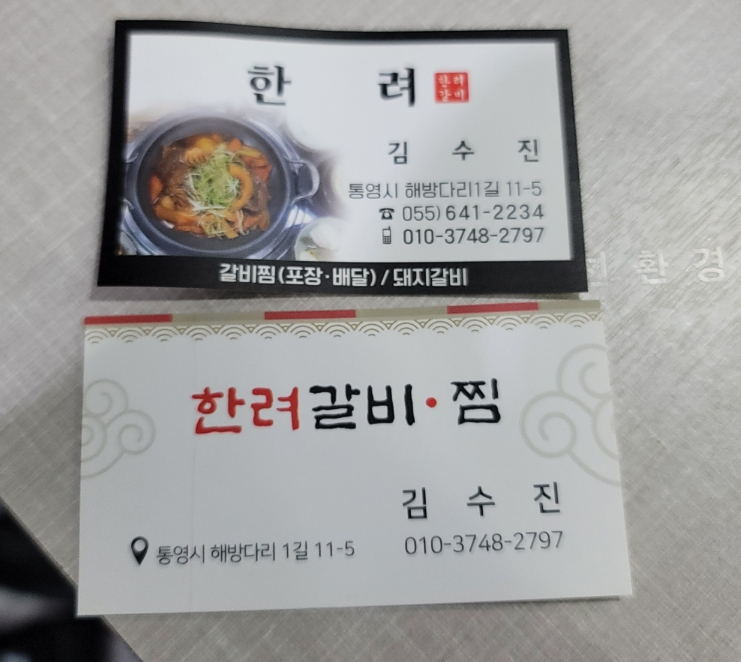 한 려 한려갈비
김 수 진
통영시 해방다리1길 11-5
055) 641-2234
010-3748-2797
갈비찜(포장·배달) / 돼지갈비
환경
한려갈비·찜
김 수 진
통영시 해방다리 1길 11-5
010-3748-2797